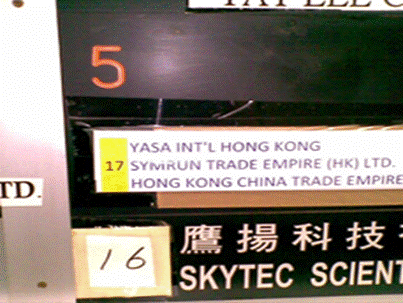 5
YASA INT'L HONG KONG
17 SYMRUN TRADE EMPIRE (HK) LTD.
HONG KONG CHINA TRADE EMPIRE
TD.
16 鷹揚科技
SKYTEC SCIENT